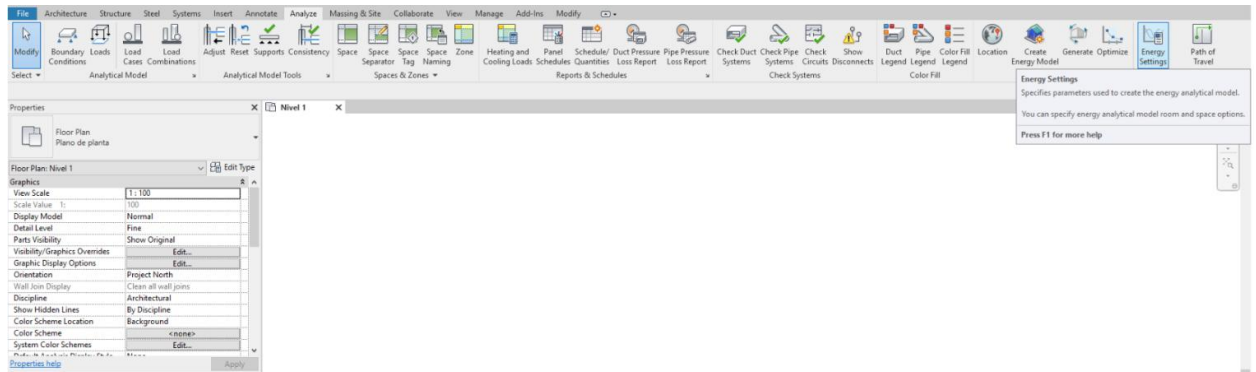 File Architecture Structure Steel Systems Insert Annotate Analyze Massing & Site Collaborate View Manage Add-Ins Modify
Modify Boundary Loads Load Load Adjust Reset Supports Consistency Space Space Space Space Zone Heating and Panel Schedule/ Duct Pressure Pipe Pressure Check Duct Check Pipe Check Show Duct Pipe Color Fill Location Create Generate Optimize Energy Path of
Conditions Cases Combinations Separator Tag Naming Cooling Loads Schedules Quantities Loss Report Loss Report Systems Systems Circuits Disconnects Legend Legend Legend Energy Model Settings Travel
Select Analytical Model Analytical Model Tools Spaces & Zones Reports & Schedules Check Systems Color Fill
Energy Settings
Specifies parameters used to create the energy analytical model.
You can specify energy analytical model room and space options.
Press F1 for more help
Properties X Nivel 1 X
Floor Plan
Plano de planta
Floor Plan: Nivel 1 Edit Type
Graphics
View Scale 1 : 100
Scale Value 1: 100
Display Model Normal
Detail Level Fine
Parts Visibility Show Original
Visibility/Graphics Overrides Edit...
Graphic Display Options Edit...
Orientation Project North
Wall Join Display Clean all wall joins
Discipline Architectural
Show Hidden Lines By Discipline
Color Scheme Location Background
Color Scheme <none>
System Color Schemes Edit...
Properties help Apply